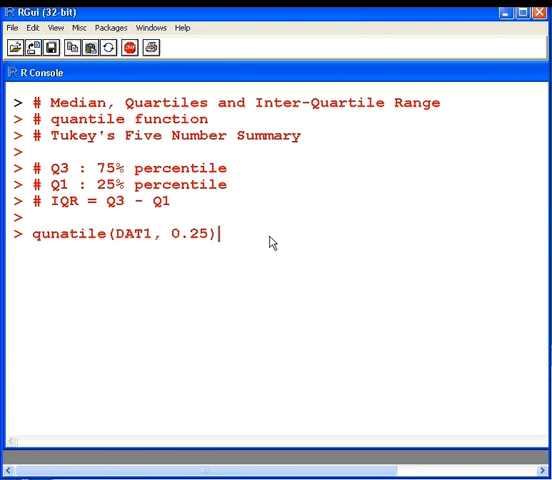 RGui (32-bit)
File Edit View Misc Packages Windows Help
STOP
R Console
> # Median, Quartiles and Inter-Quartile Range
> # quantile function
> # Tukey's Five Number Summary
>
> # Q3 : 75% percentile
> # Q1 : 25% percentile
> # IQR = Q3 - Q1
>
> qunatile(DAT1, 0.25)